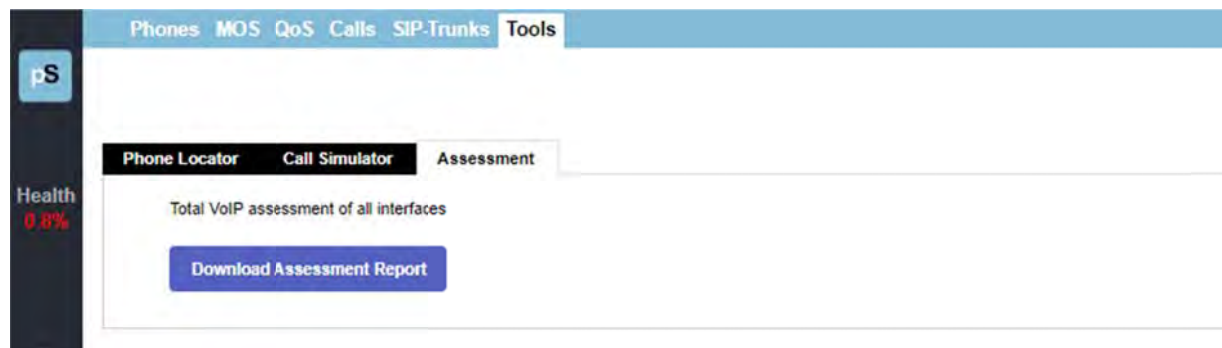 Phones MOS QoS Calls SIP-Trunks Tools
pS
Phone Locator Call Simulator Assessment
Health
0.8%
Total VoIP assessment of all interfaces
Download Assessment Report